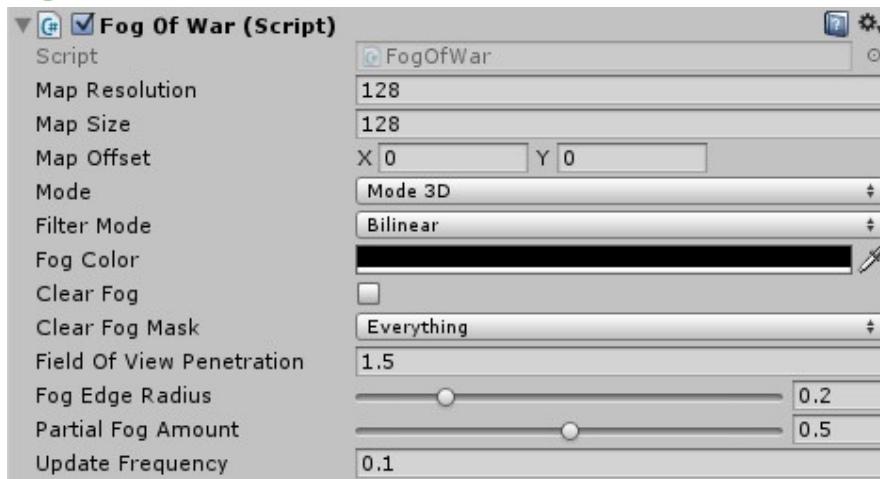 Fog Of War (Script)
Script FogOfWar
Map Resolution 128
Map Size 128
Map Offset X 0 Y 0
Mode Mode 3D
Filter Mode Bilinear
Fog Color
Clear Fog
Clear Fog Mask Everything
Field Of View Penetration 1.5
Fog Edge Radius 0.2
Partial Fog Amount 0.5
Update Frequency 0.1